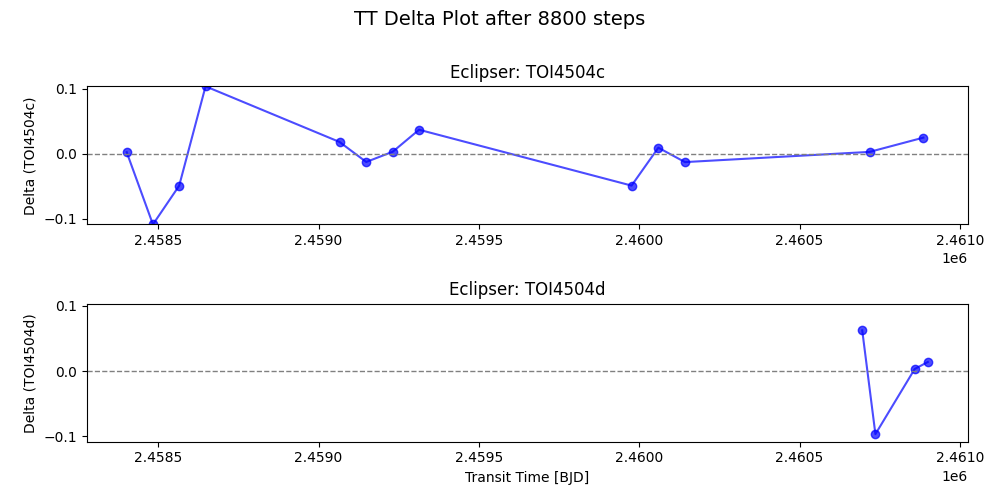 TT Delta Plot after 8800 steps
Eclipser: TOI4504c
Delta (TOI4504c)
0.1
0.0
−0.1
2.4585 2.4590 2.4595 2.4600 2.4605 2.4610
1e6
Eclipser: TOI4504d
Delta (TOI4504d)
0.1
0.0
−0.1
2.4585 2.4590 2.4595 2.4600 2.4605 2.4610
1e6
Transit Time [BJD]